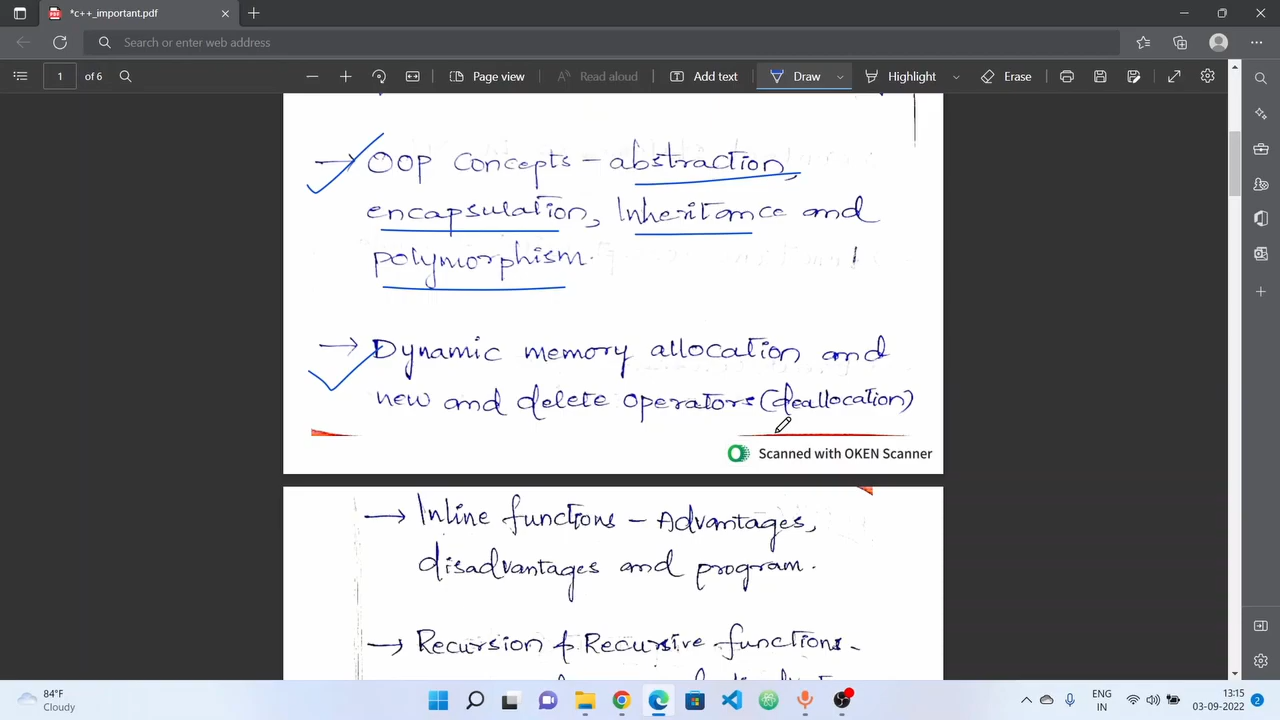 *c++_important.pdf
Search or enter web address
1 of 6
Page view
Read aloud
Add text
Draw
Highlight
Erase
→ OOP Concepts - abstraction,
encapsulation, Inheritance and
polymorphism.
→ Dynamic memory allocation and
new and delete operators (deallocation)
Scanned with OKEN Scanner
→ Inline functions - Advantages,
disadvantages and program.
→ Recursion & Recursive functions -
84°F
Cloudy
ENG
IN
13:15
03-09-2022
2